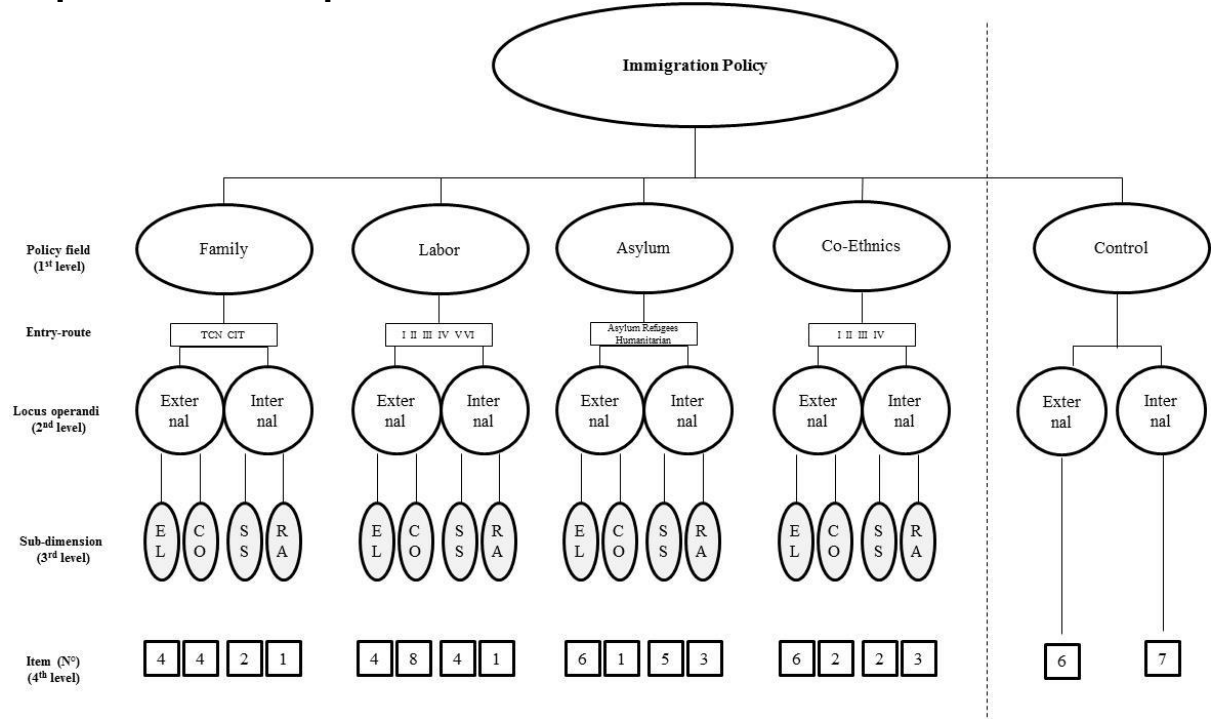 Immigration Policy
Policy field
(1st level)
Family
Labor
Asylum
Co-Ethnics
Control
Entry-route
TCN CIT
I II III IV V VI
Asylum Refugees
Humanitarian
I II III IV
Locus operandi
(2nd level)
Exter
nal
Inter
nal
Exter
nal
Inter
nal
Exter
nal
Inter
nal
Exter
nal
Inter
nal
Exter
nal
Inter
nal
Sub-dimension
(3rd level)
E
L
C
O
S
S
R
A
E
L
C
O
S
S
R
A
E
L
C
O
S
S
R
A
E
L
C
O
S
S
R
A
Item (N°)
(4th level)
4 4 2 1 4 8 4 1 6 1 5 3 6 2 2 3 6 7